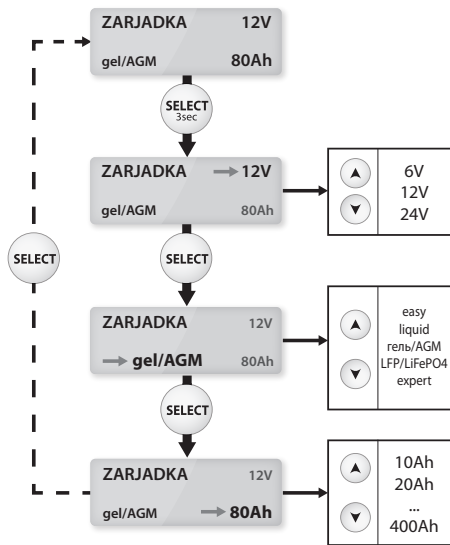 ZARJADKA 12V
gel/AGM 80Ah
SELECT
3sec
ZARJADKA 12V
gel/AGM 80Ah
6V
12V
24V
SELECT
SELECT
ZARJADKA 12V
gel/AGM 80Ah
easy
liquid
гель/AGM
LFP/LiFePO4
expert
SELECT
ZARJADKA 12V
gel/AGM 80Ah
10Ah
20Ah
...
400Ah